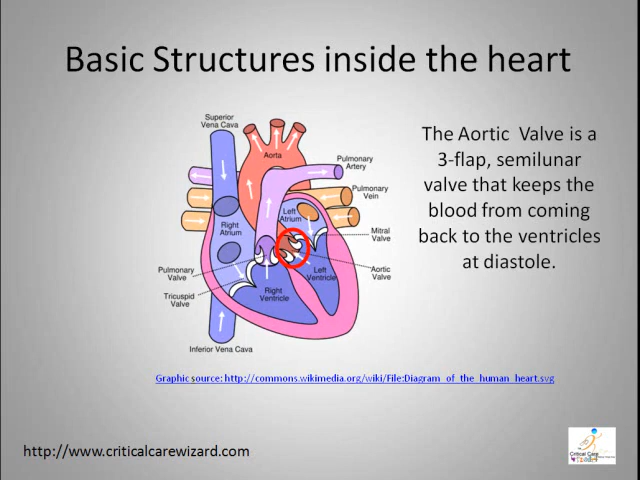 Basic Structures inside the heart
Superior
Vena Cava
Aorta
Pulmonary
Artery
Pulmonary
Vein
Left
Atrium
Right
Atrium
Mitral
Valve
Pulmonary
Valve
Aortic
Valve
Left
Ventricle
Right
Ventricle
Tricuspid
Valve
Inferior Vena Cava
The Aortic  Valve is a
3-flap, semilunar
valve that keeps the
blood from coming
back to the ventricles
at diastole.
Graphic source: http://commons.wikimedia.org/wiki/File:Diagram_of_the_human_heart.svg
http://www.criticalcarewizard.com
Critical Care